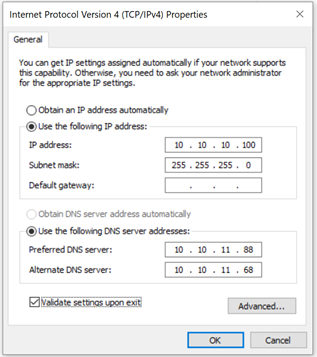 Internet Protocol Version 4 (TCP/IPv4) Properties
General
You can get IP settings assigned automatically if your network supports
this capability. Otherwise, you need to ask your network administrator
for the appropriate IP settings.
Obtain an IP address automatically
Use the following IP address:
IP address: 10 . 10 . 10 . 100
Subnet mask: 255 . 255 . 255 . 0
Default gateway: . . .
Obtain DNS server address automatically
Use the following DNS server addresses:
Preferred DNS server: 10 . 10 . 11 . 88
Alternate DNS server: 10 . 10 . 11 . 68
Validate settings upon exit
Advanced...
OK Cancel